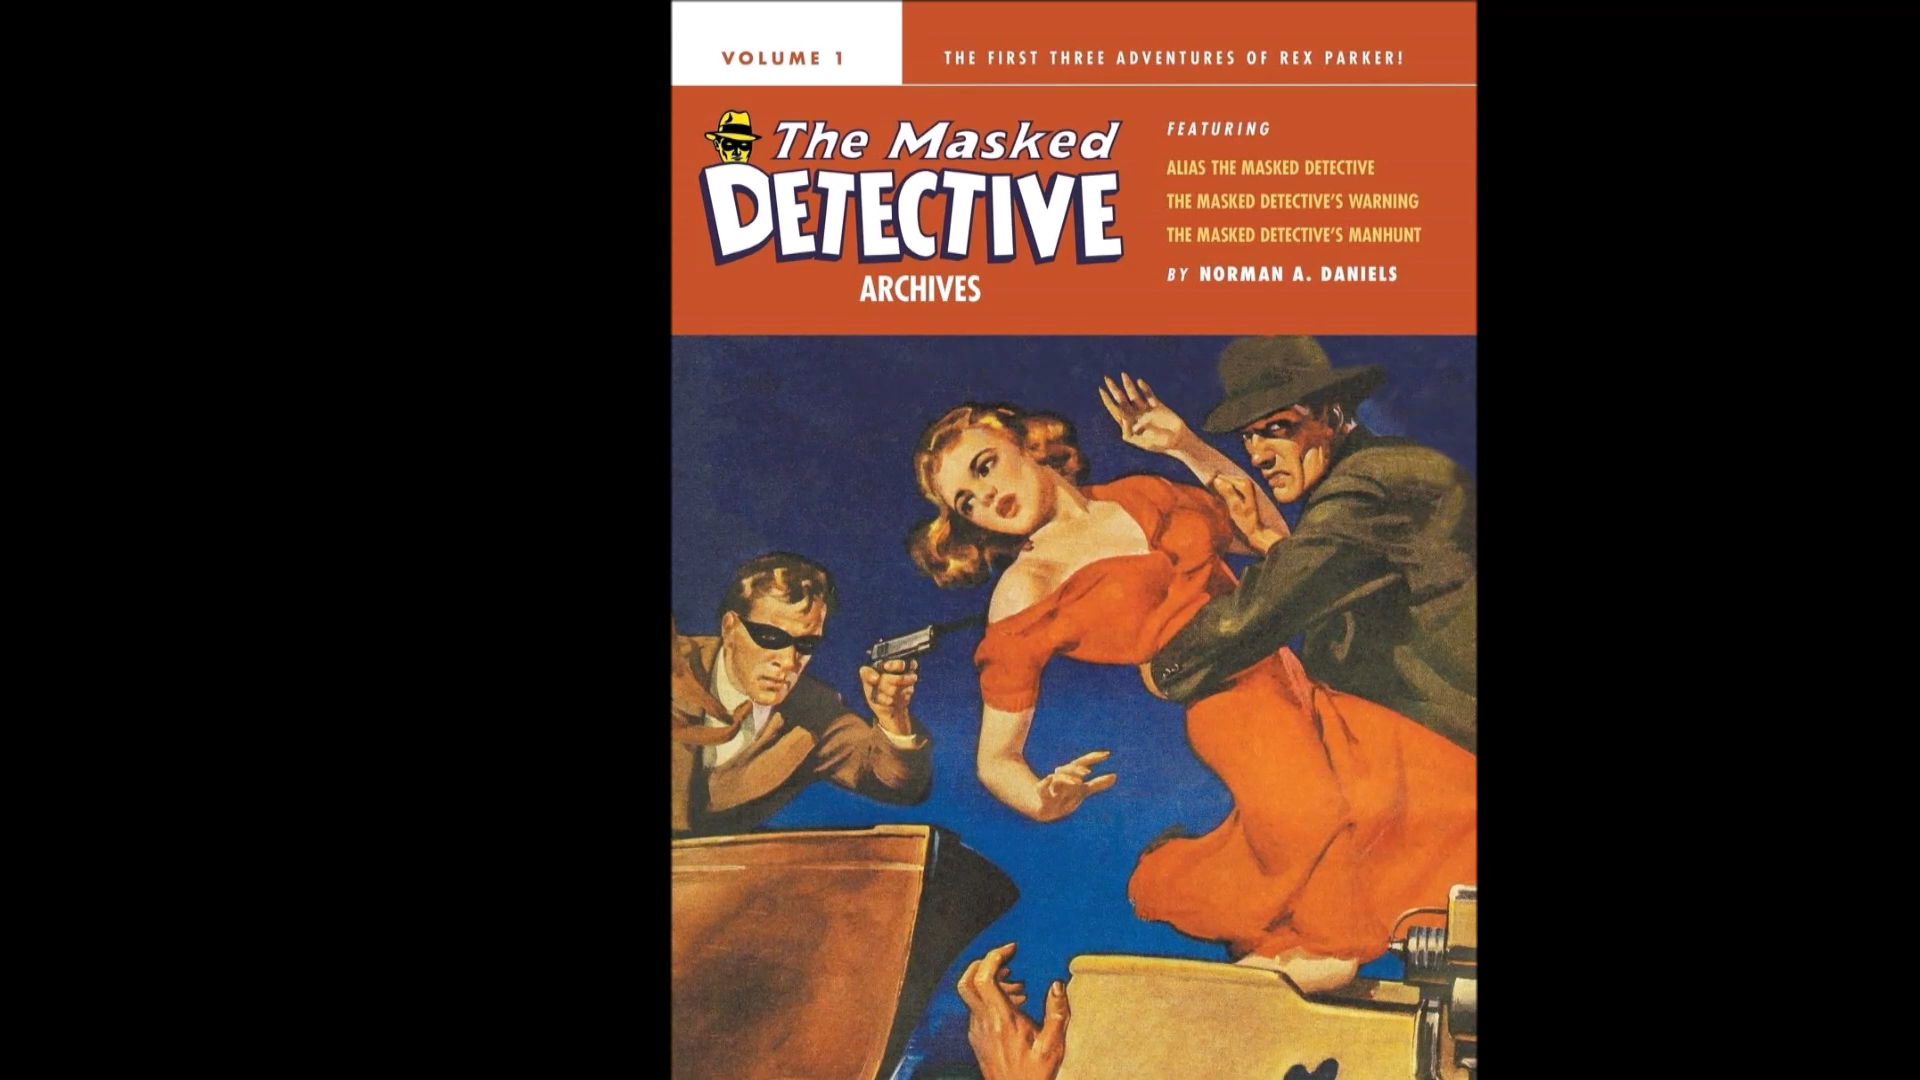 VOLUME 1
THE FIRST THREE ADVENTURES OF REX PARKER!
The Masked
DETECTIVE
ARCHIVES
FEATURING
ALIAS THE MASKED DETECTIVE
THE MASKED DETECTIVE'S WARNING
THE MASKED DETECTIVE'S MANHUNT
BY NORMAN A. DANIELS